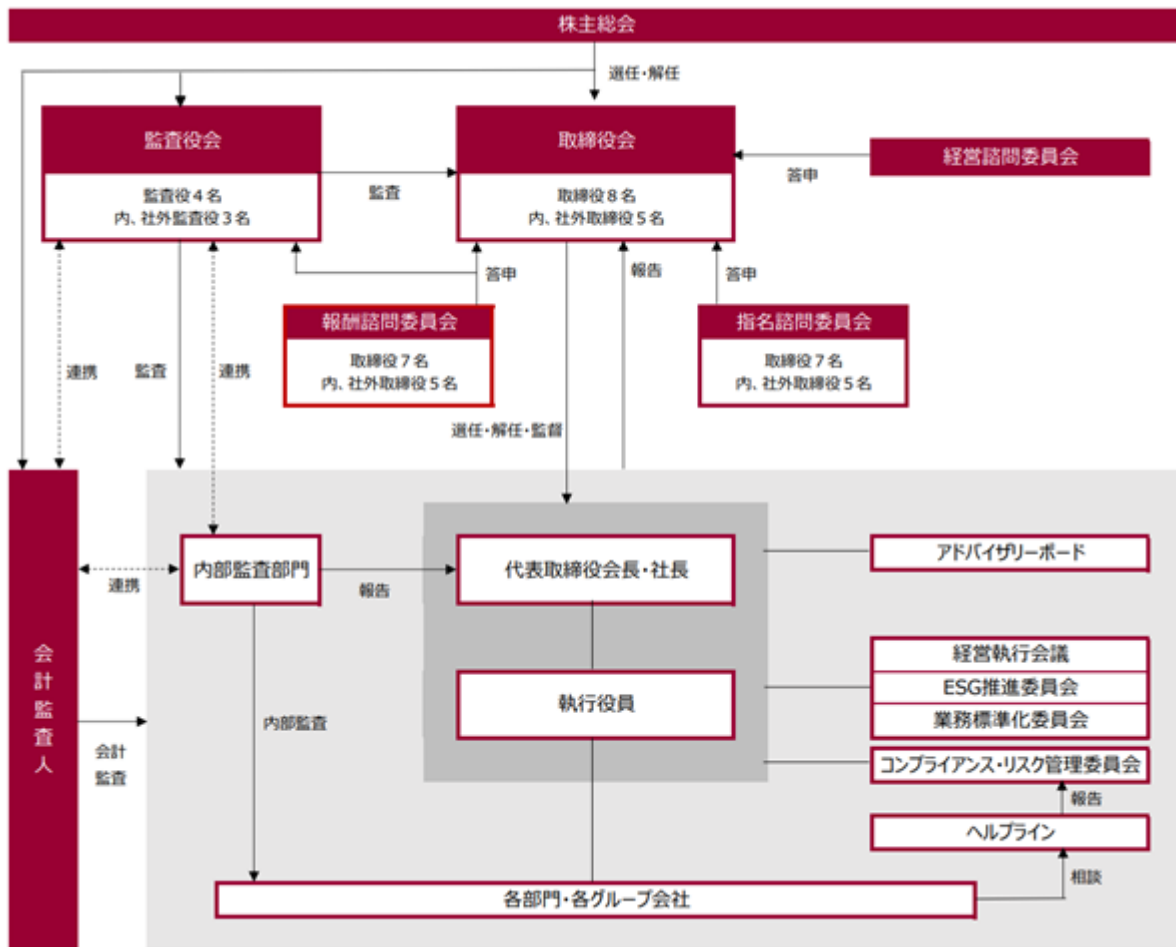 株主総会
選任・解任
監査役会
監査役4名
内、社外監査役3名
監査
取締役会
取締役8名
内、社外取締役5名
答申
経営諮問委員会
答申
報告
答申
報酬諮問委員会
取締役7名
内、社外取締役5名
指名諮問委員会
取締役7名
内、社外取締役5名
連携
監査
連携
選任・解任・監督
内部監査部門
報告
代表取締役会長・社長
アドバイザリーボード
連携
会計監査人
会計
監査
内部監査
執行役員
経営執行会議
ESG推進委員会
業務標準化委員会
コンプライアンス・リスク管理委員会
報告
ヘルプライン
相談
各部門・各グループ会社